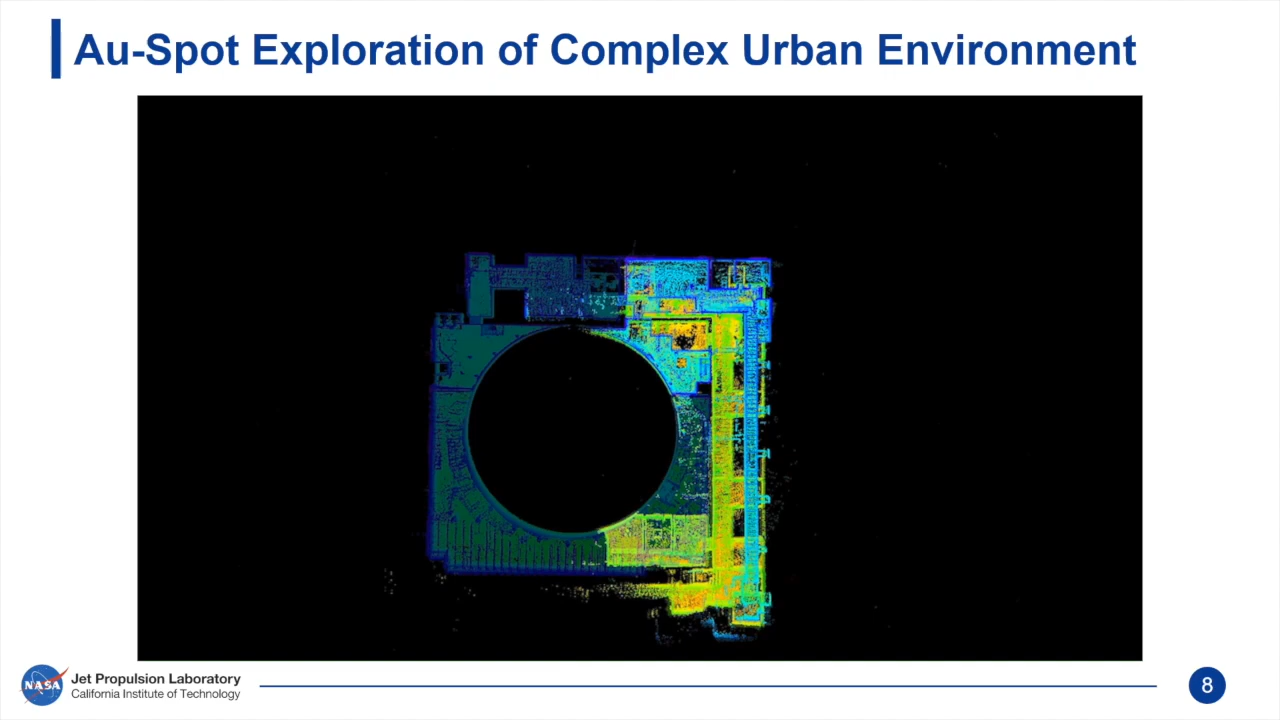 Au-Spot Exploration of Complex Urban Environment
NASA
Jet Propulsion Laboratory
California Institute of Technology
8